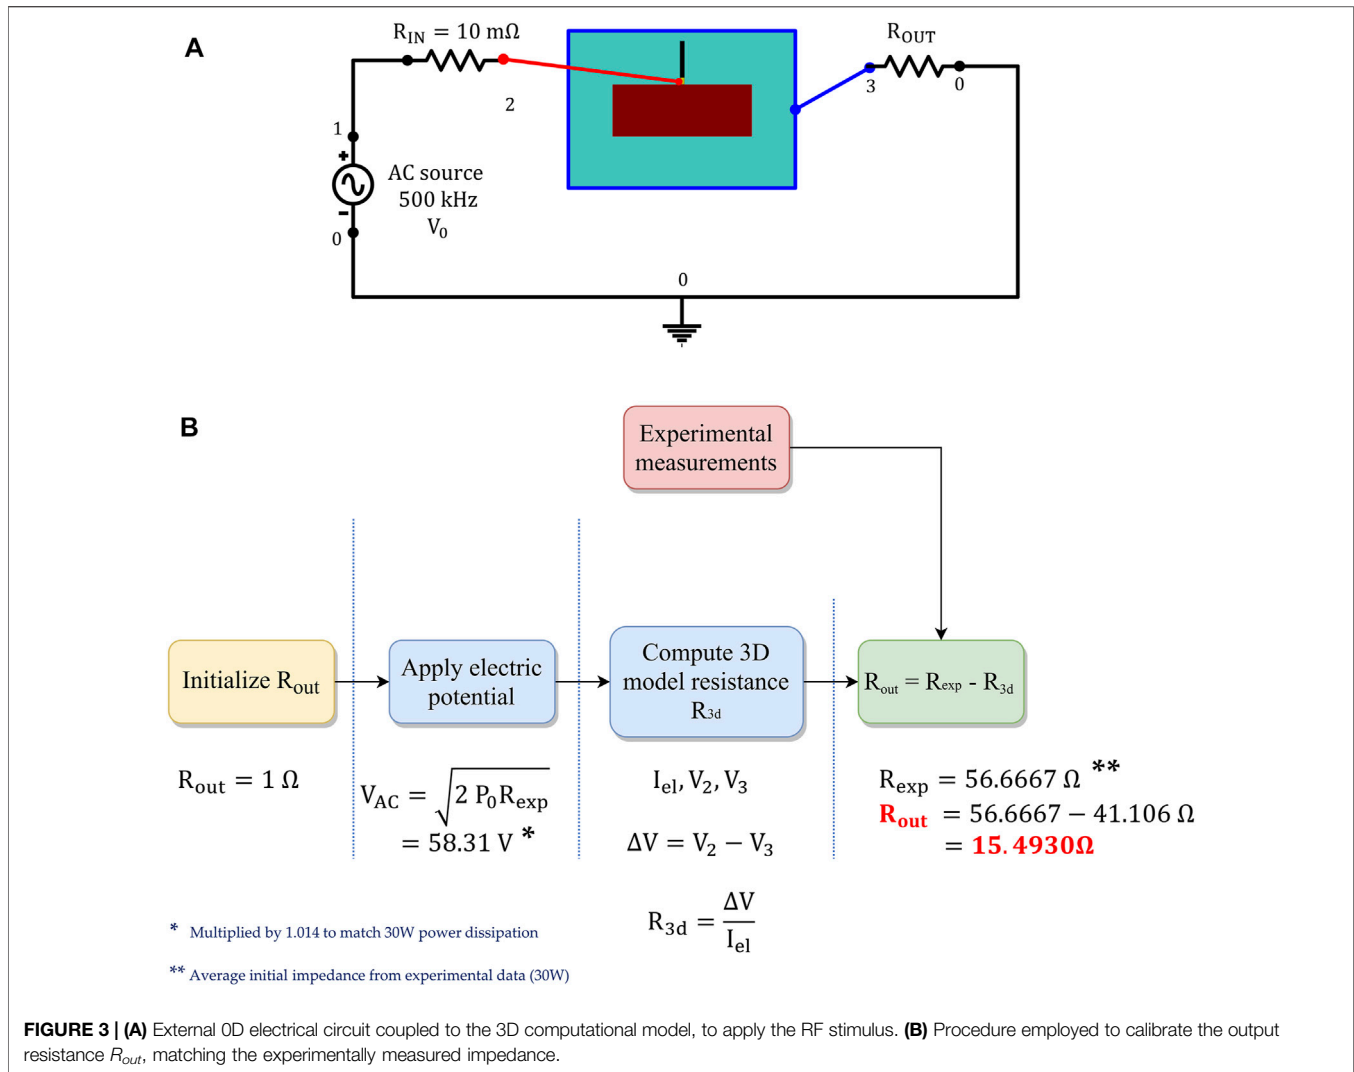 A
R_IN = 10 mΩ
R_OUT
2
3
0
1
+
AC source
500 kHz
V_0
−
0
0
B
Experimental
measurements
Initialize R_out
Apply electric
potential
Compute 3D
model resistance
R_3d
R_out = R_exp - R_3d
R_out = 1 Ω
V_AC = √(2 P_0 R_exp)
= 58.31 V *
I_el, V_2, V_3
ΔV = V_2 − V_3
R_3d = ΔV / I_el
R_exp = 56.6667 Ω **
R_out = 56.6667 − 41.106 Ω
= 15.4930Ω
* Multiplied by 1.014 to match 30W power dissipation
** Average initial impedance from experimental data (30W)
FIGURE 3 | (A) External 0D electrical circuit coupled to the 3D computational model, to apply the RF stimulus. (B) Procedure employed to calibrate the output
resistance R_out, matching the experimentally measured impedance.